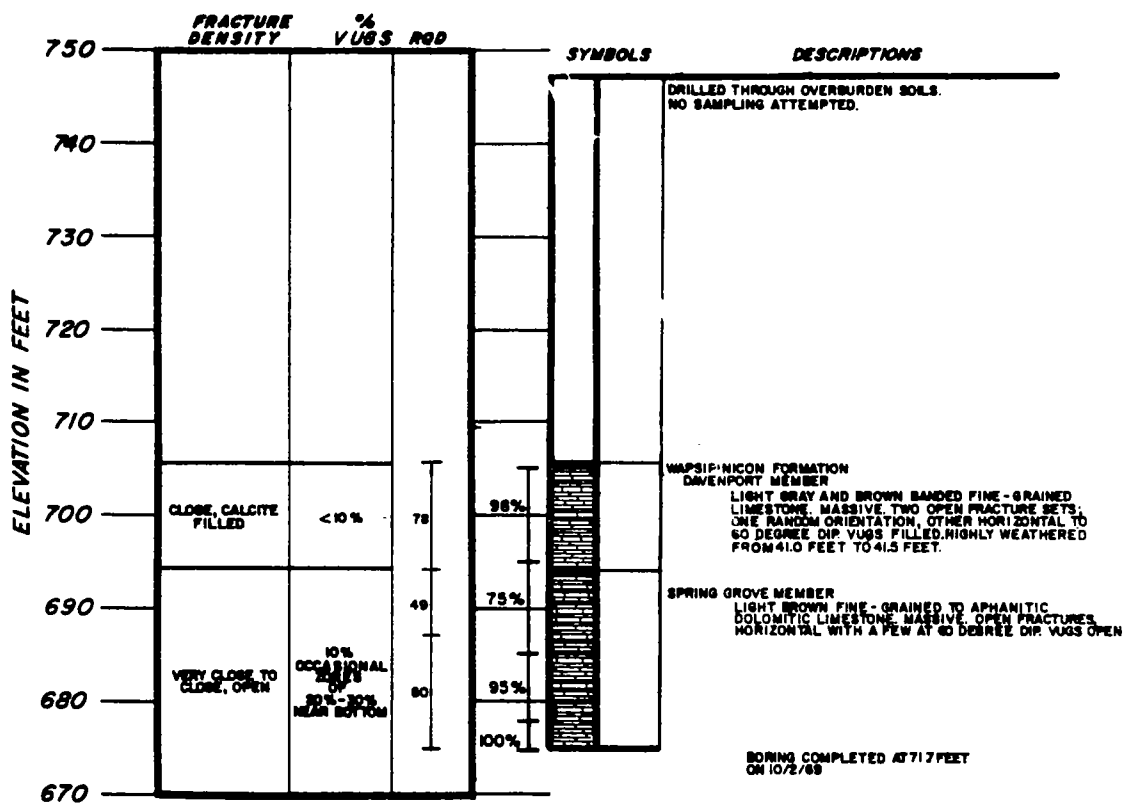 FRACTURE DENSITY
% VUGS
RQD
SYMBOLS
DESCRIPTIONS
ELEVATION IN FEET
750
740
730
720
710
700
690
680
670
DRILLED THROUGH OVERBURDEN SOILS.
NO SAMPLING ATTEMPTED.
CLOSE, CALCITE
FILLED
<10%
78
98%
WAPSIPINICON FORMATION
DAVENPORT MEMBER
LIGHT GRAY AND BROWN BANDED FINE-GRAINED
LIMESTONE. MASSIVE. TWO OPEN FRACTURE SETS;
ONE RANDOM ORIENTATION, OTHER HORIZONTAL TO
60 DEGREE DIP. VUGS FILLED. HIGHLY WEATHERED
FROM 41.0 FEET TO 41.5 FEET.
49
75%
SPRING GROVE MEMBER
LIGHT BROWN FINE-GRAINED TO APHANITIC
DOLOMITIC LIMESTONE. MASSIVE. OPEN FRACTURES,
HORIZONTAL WITH A FEW AT 60 DEGREE DIP. VUGS OPEN
VERY CLOSE TO
CLOSE, OPEN
10%
OCCASIONAL
ZONES
OF
20%-30%
NEAR BOTTOM
95%
100%
BORING COMPLETED AT 71.7 FEET
ON 10/2/69